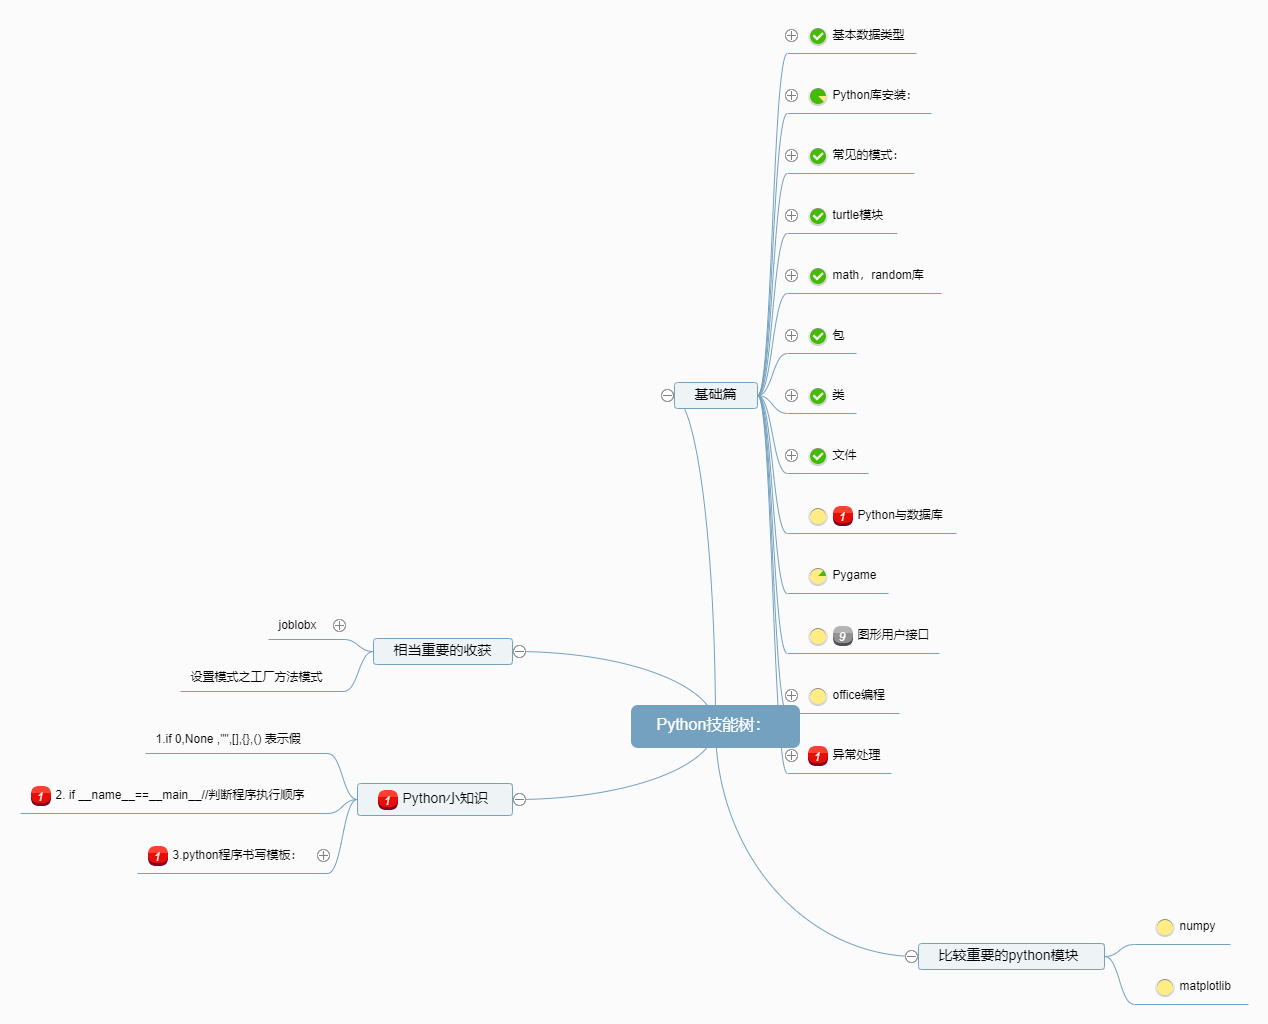 基本数据类型
Python库安装：
常见的模式：
turtle模块
math，random库
包
基础篇
类
文件
1 Python与数据库
Pygame
9 图形用户接口
office编程
1 异常处理
joblobx
相当重要的收获
设置模式之工厂方法模式
Python技能树：
1.if 0,None ,"",[],{},() 表示假
1 2. if __name__==__main__//判断程序执行顺序
1 Python小知识
1 3.python程序书写模板：
比较重要的python模块
numpy
matplotlib